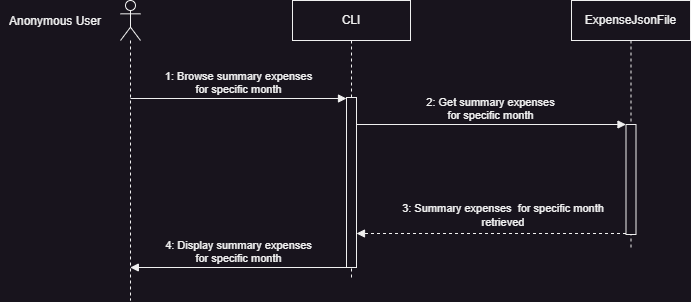 Anonymous User
CLI
ExpenseJsonFile
1: Browse summary expenses
for specific month
2: Get summary expenses
for specific month
3: Summary expenses  for specific month
retrieved
4: Display summary expenses
for specific month